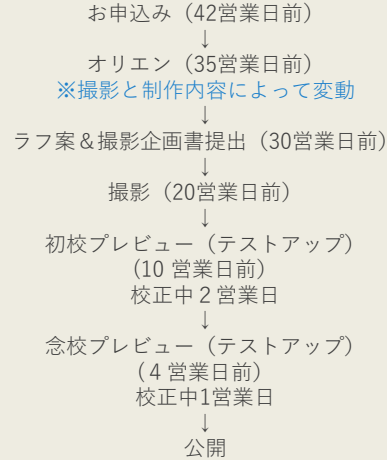 お申込み（42営業日前）
↓
オリエン（35営業日前）
※撮影と制作内容によって変動
↓
ラフ案＆撮影企画書提出（30営業日前）
↓
撮影（20営業日前）
↓
初校プレビュー（テストアップ）
(10 営業日前）
校正中２営業日
↓
念校プレビュー（テストアップ）
(４営業日前）
校正中1営業日
↓
公開